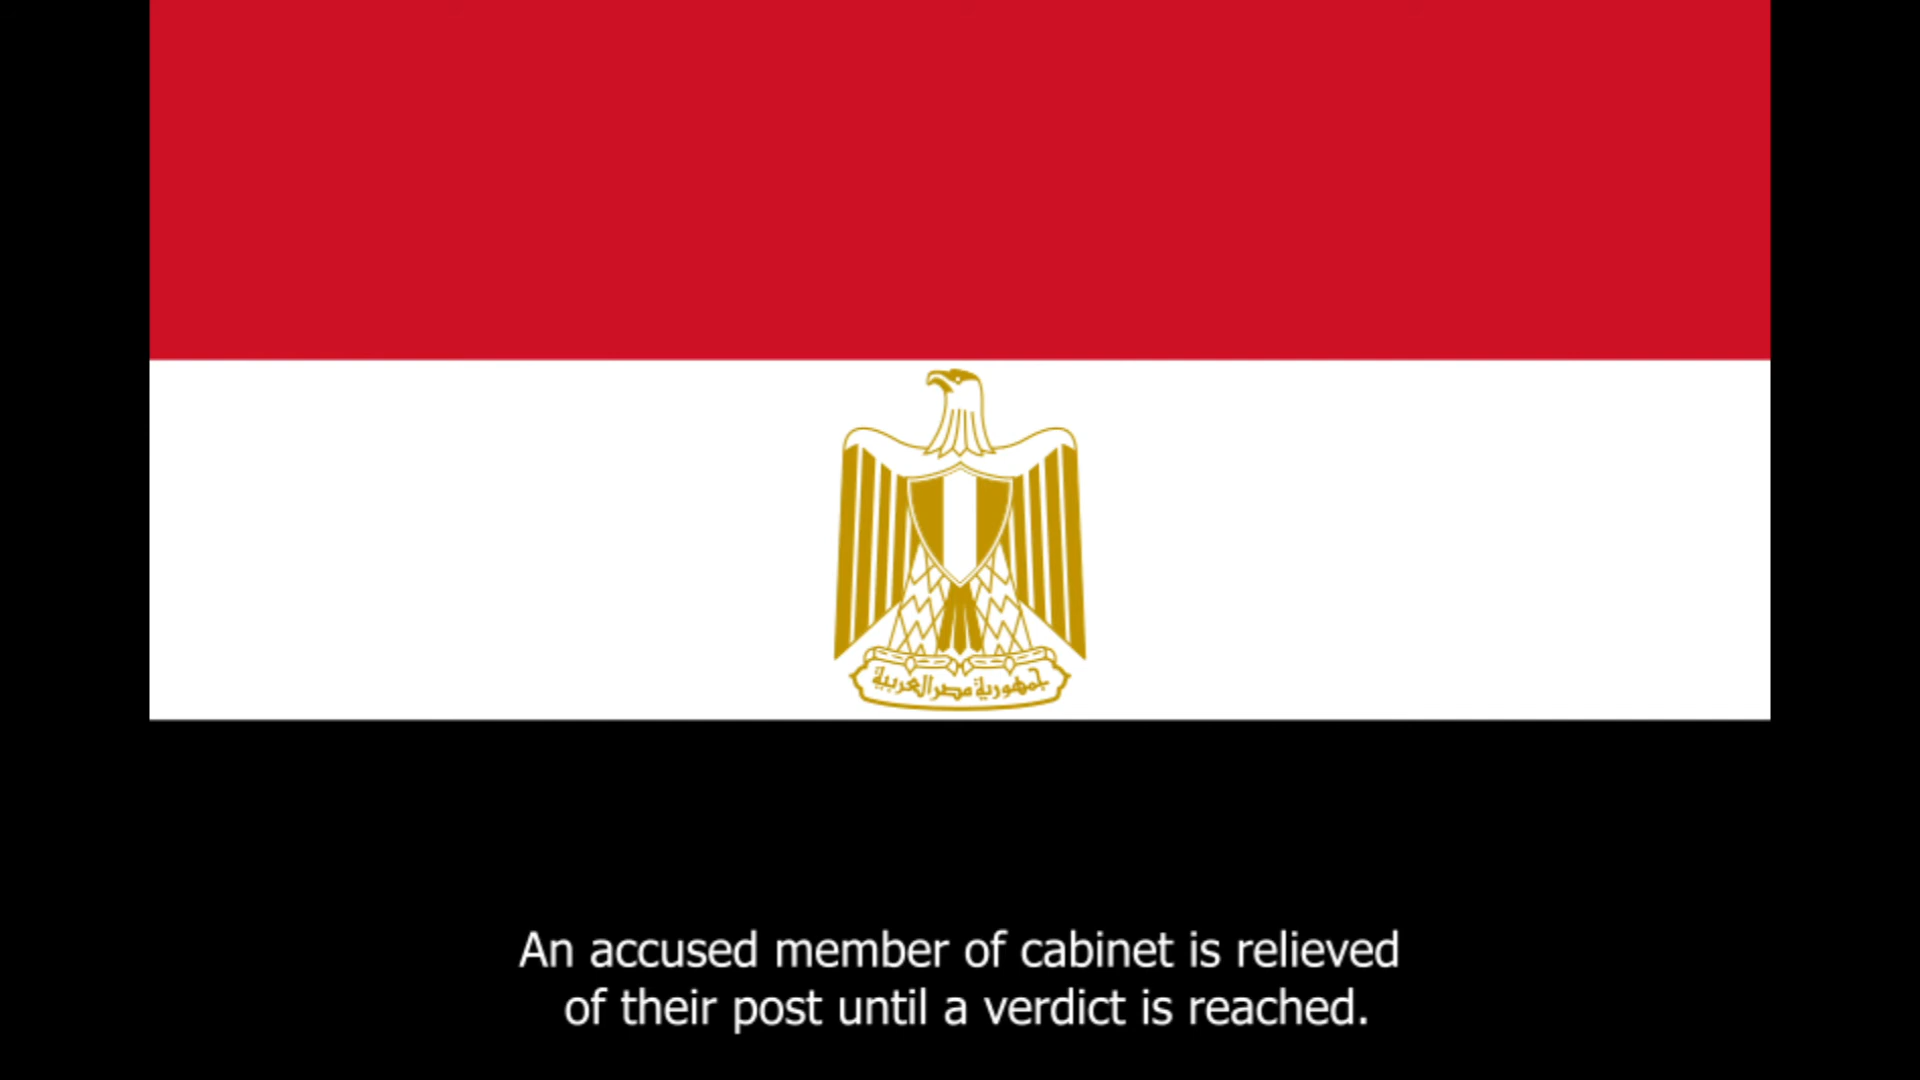 جمهورية مصر العربية
An accused member of cabinet is relieved
of their post until a verdict is reached.